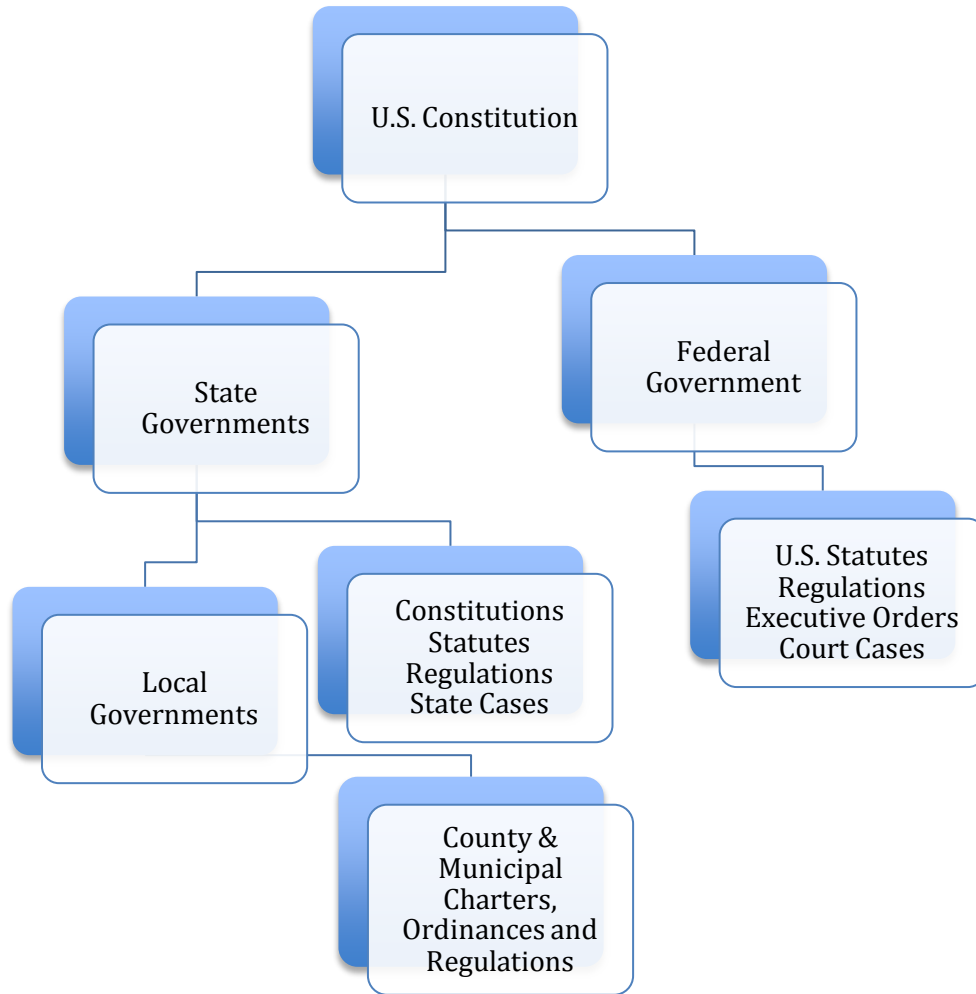 U.S. Constitution
Federal
Government
State
Governments
U.S. Statutes
Regulations
Executive Orders
Court Cases
Constitutions
Statutes
Regulations
State Cases
Local
Governments
County &
Municipal
Charters,
Ordinances and
Regulations